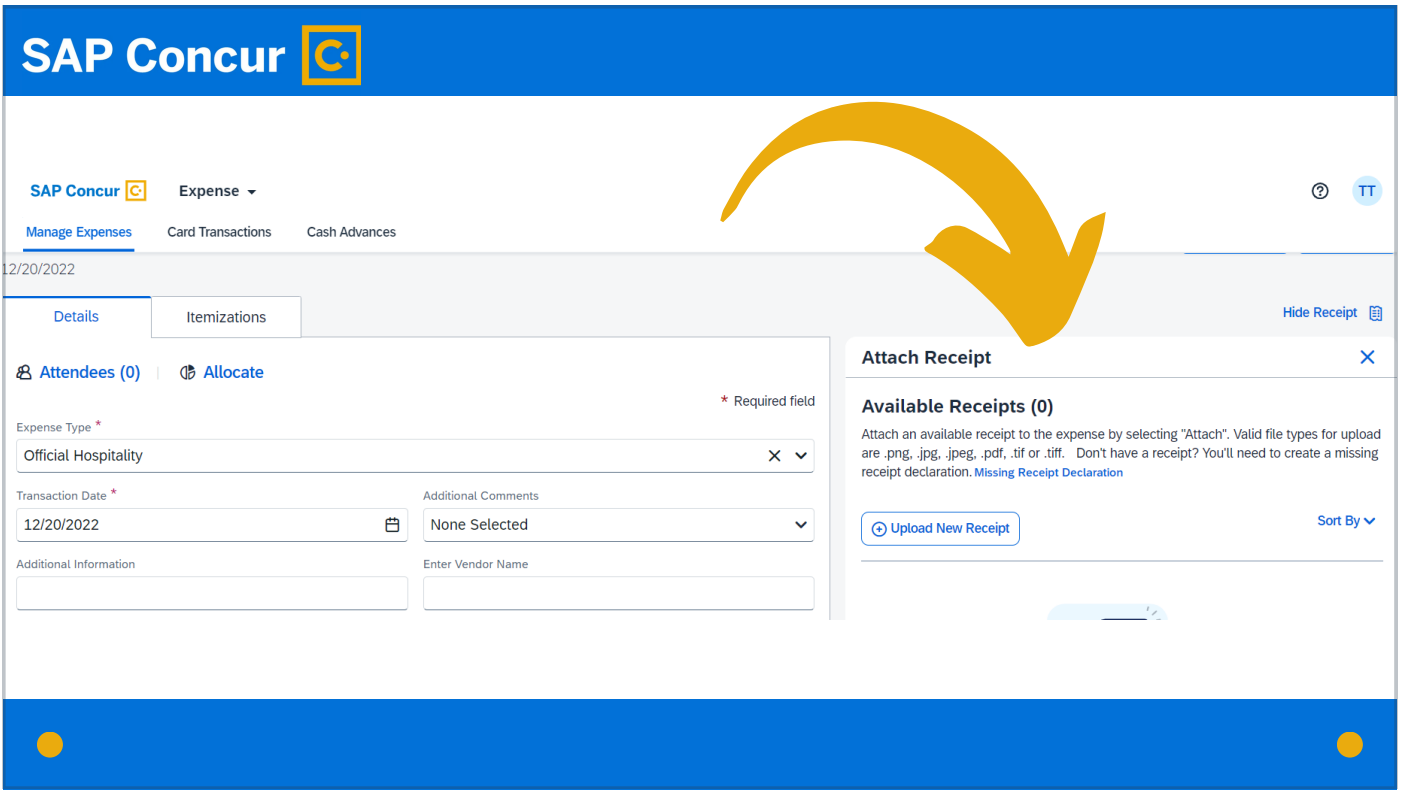 SAP Concur C
SAP Concur C Expense
TT
Manage Expenses Card Transactions Cash Advances
12/20/2022
Details Itemizations
Hide Receipt
Attendees (0) Allocate
* Required field
Expense Type *
Official Hospitality
Transaction Date *
12/20/2022
Additional Comments
None Selected
Additional Information
Enter Vendor Name
Attach Receipt
Available Receipts (0)
Attach an available receipt to the expense by selecting "Attach". Valid file types for upload
are .png, .jpg, .jpeg, .pdf, .tif or .tiff. Don't have a receipt? You'll need to create a missing
receipt declaration. Missing Receipt Declaration
Upload New Receipt
Sort By